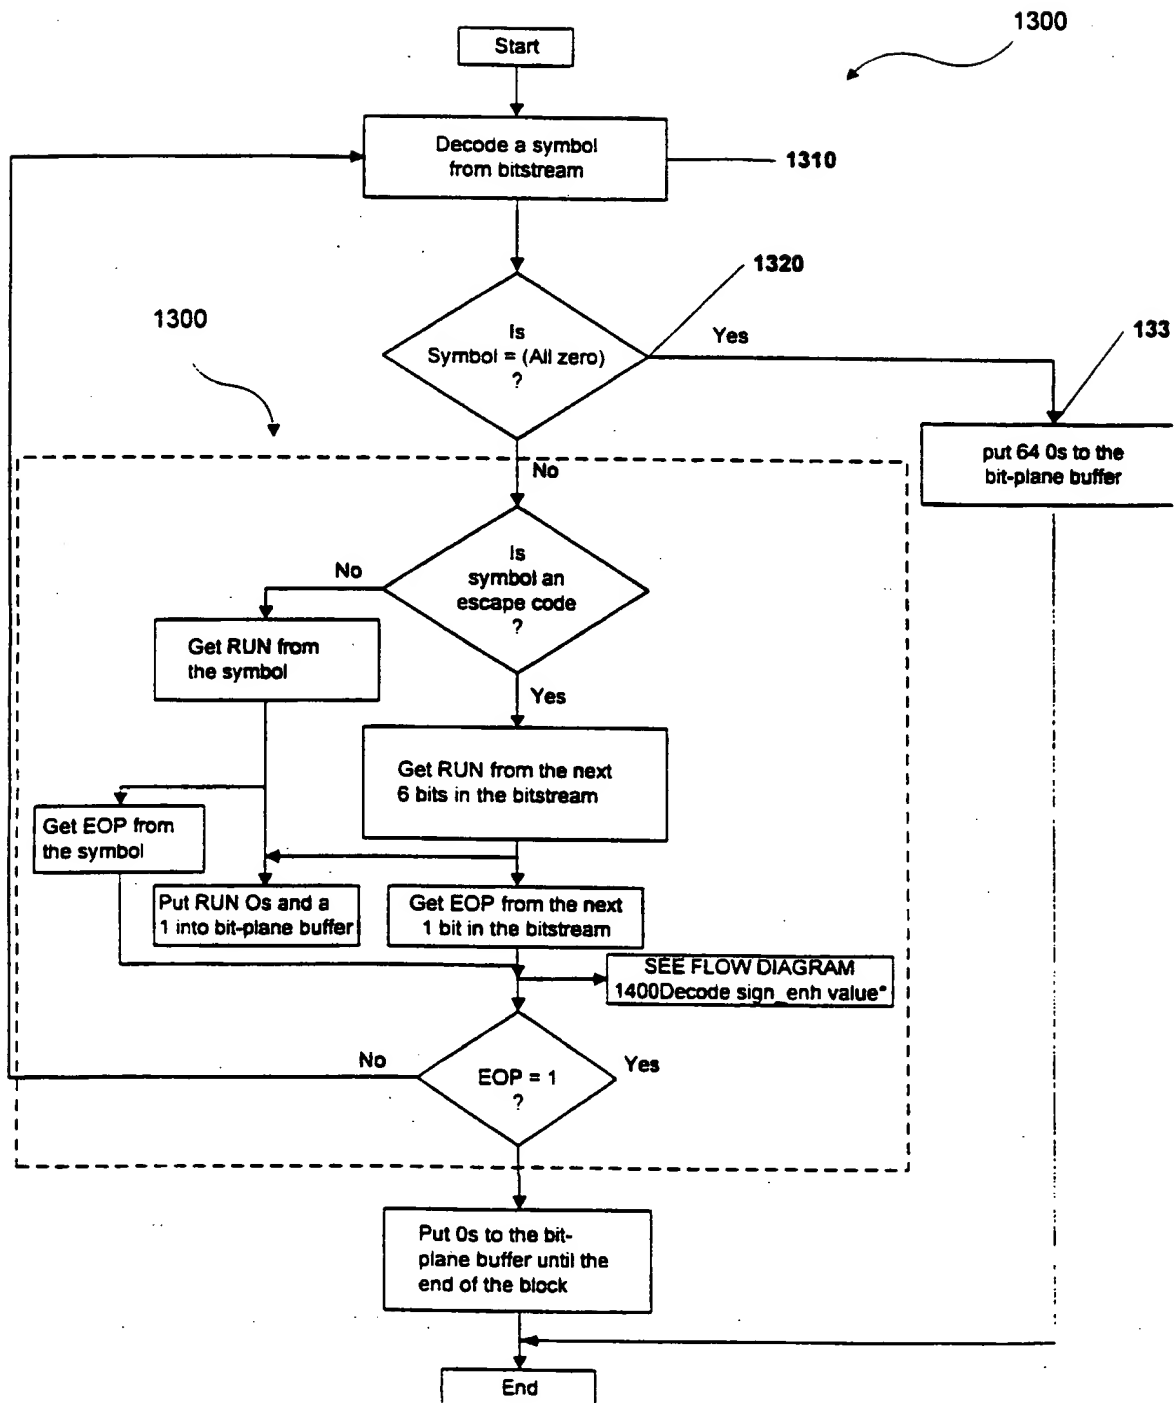 1300
Start
Decode a symbol
from bitstream
1310
1320
Is
Symbol = (All zero)
?
Yes
133
1300
put 64 0s to the
bit-plane buffer
No
Is
symbol an
escape code
?
No
Get RUN from
the symbol
Yes
Get RUN from the next
6 bits in the bitstream
Get EOP from
the symbol
Put RUN Os and a
1 into bit-plane buffer
Get EOP from the next
1 bit in the bitstream
SEE FLOW DIAGRAM
1400Decode sign_enh value"
No
EOP = 1
?
Yes
Put 0s to the bit-
plane buffer until the
end of the block
End